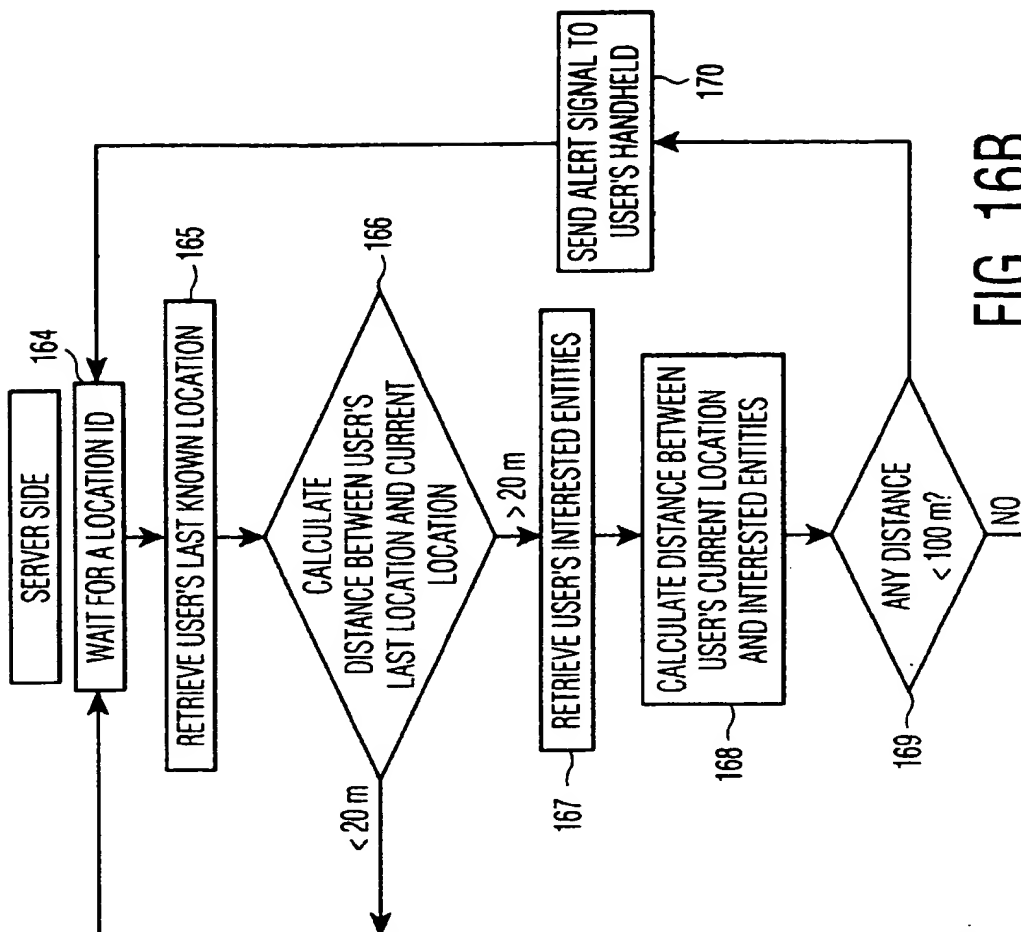 SERVER SIDE
164
WAIT FOR A LOCATION ID
165
RETRIEVE USER'S LAST KNOWN LOCATION
166
CALCULATE
DISTANCE BETWEEN USER'S
LAST LOCATION AND CURRENT
LOCATION
< 20 m
>20 m
RETRIEVE USER'S INTERESTED ENTITIES
167
CALCULATE DISTANCE BETWEEN
USER'S CURRENT LOCATION
AND INTERESTED ENTITIES
168
ANY DISTANCE
< 100 m?
169
NO
SEND ALERT SIGNAL TO
USER'S HANDHELD
170
FIG. 16B